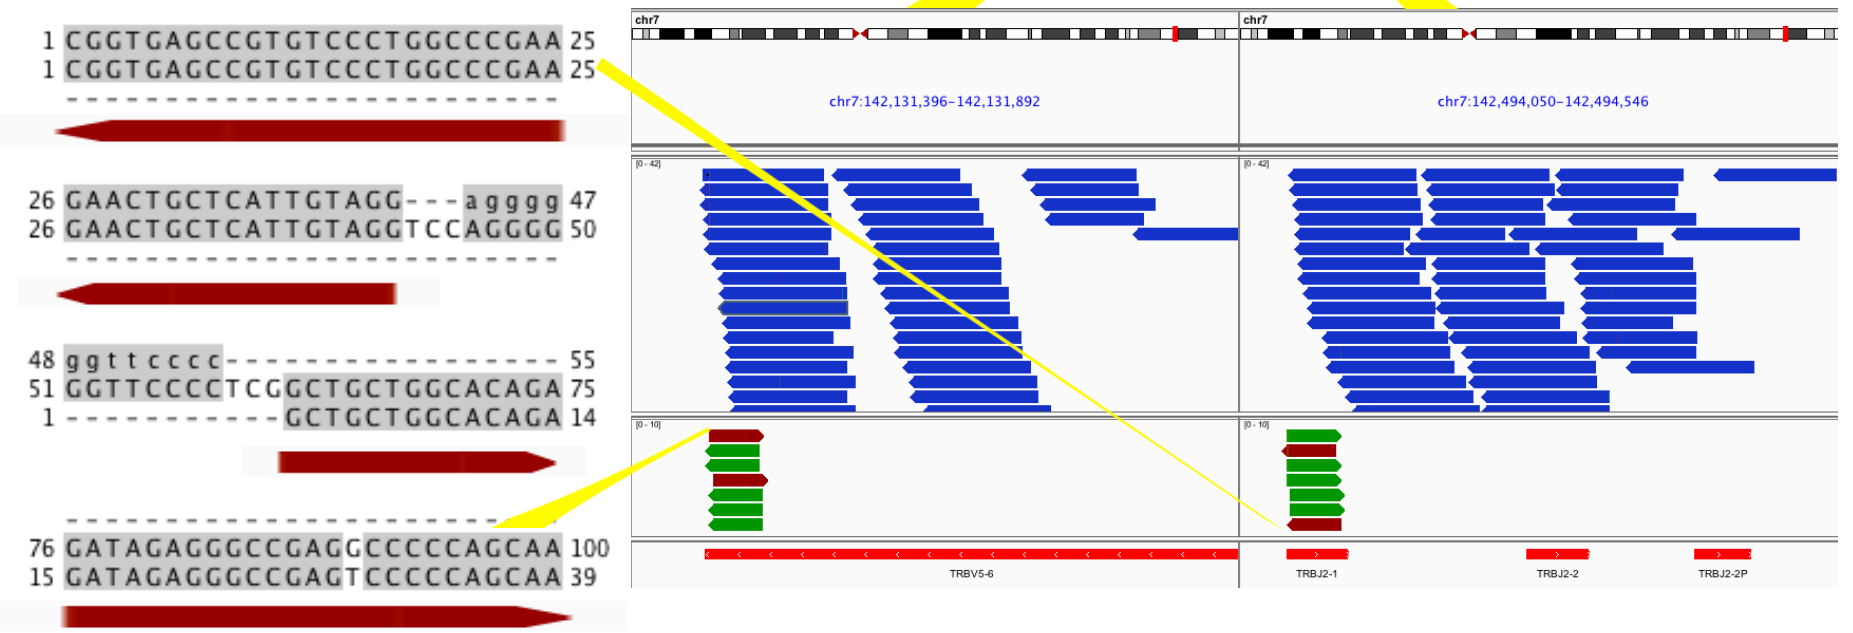 1 CGGTGAGCCGTGTCCCTGGCCCGAA 25
1 CGGTGAGCCGTGTCCCTGGCCCGAA 25
-------------------------
26 GAACTGCTCATTGTAGG---agggg 47
26 GAACTGCTCATTGTAGGTCCAGGGG 50
-------------------------
48 ggttcccc----------------- 55
51 GGTTCCCCTCGGCTGCTGGCACAGA 75
1 -----------GCTGCTGGCACAGA 14
-------------------------
76 GATAGAGGGCCGAGgCCCCCAGCAA 100
15 GATAGAGGGCCGAGTCCCCCAGCAA 39
chr7
chr7:142,131,396-142,131,892
[0 - 42]
[0 - 10]
TRBV5-6
chr7
chr7:142,494,050-142,494,546
[0 - 42]
[0 - 10]
TRBJ2-1 TRBJ2-2 TRBJ2-2P